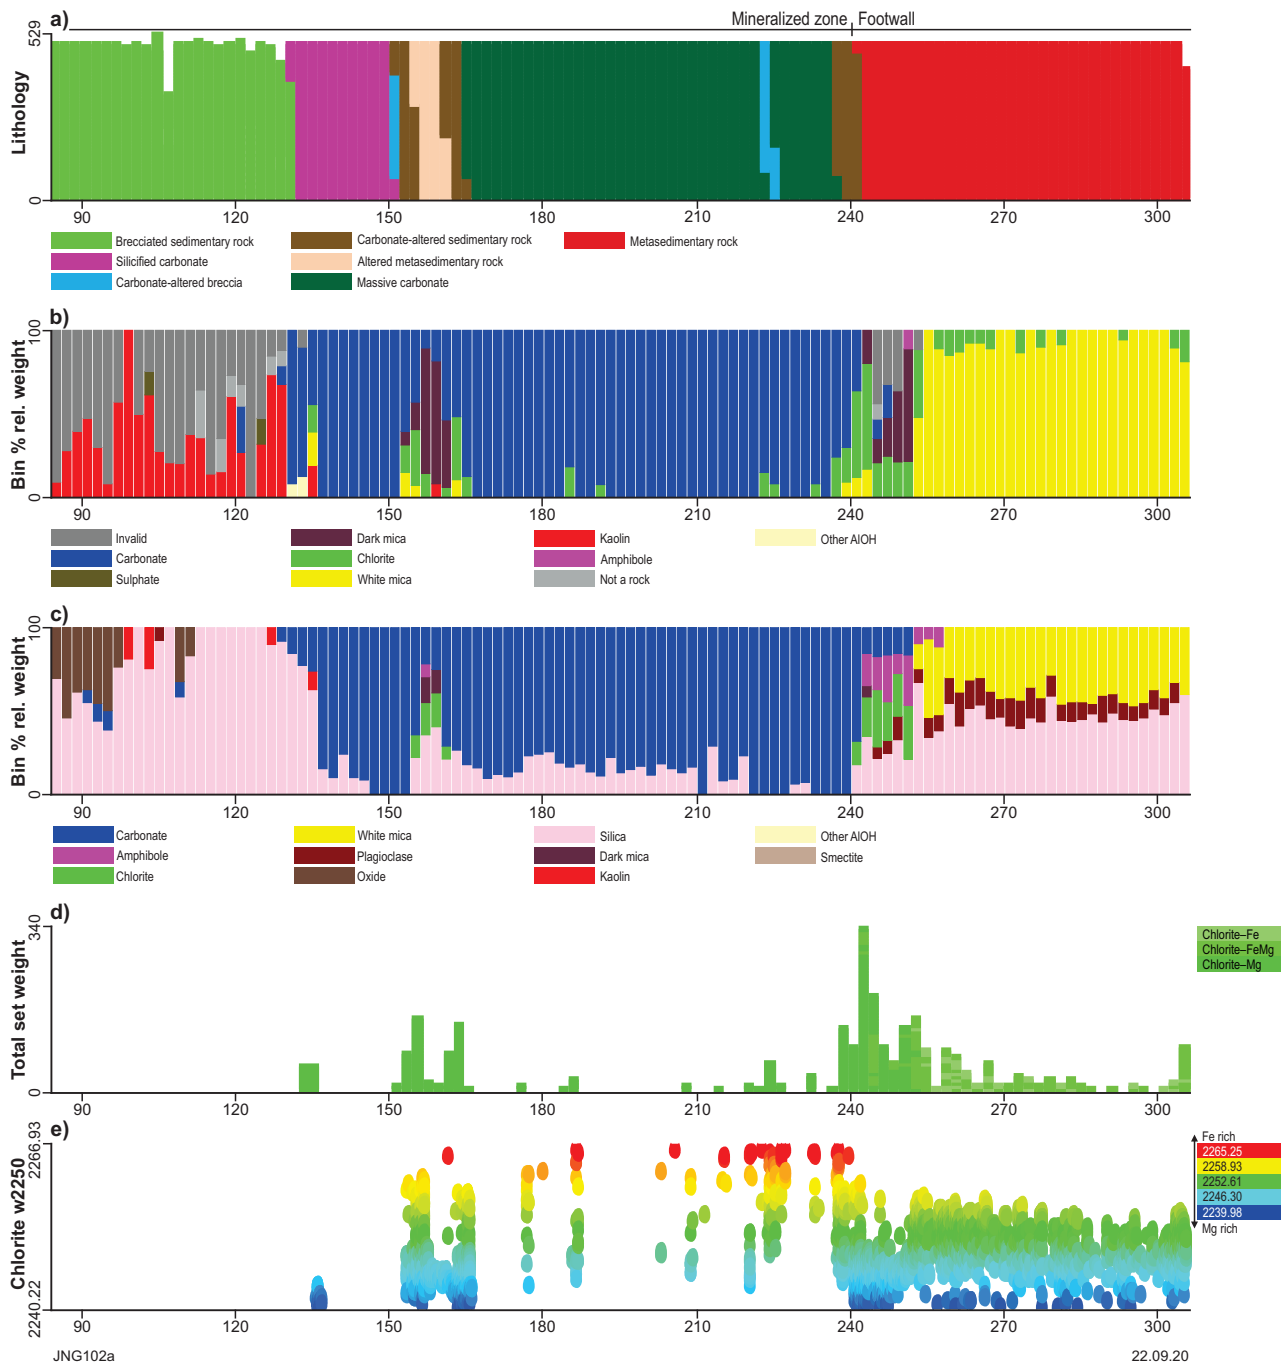 a)
Mineralized zone Footwall
529
0
Lithology
90 120 150 180 210 240 270 300
Brecciated sedimentary rock
Carbonate-altered sedimentary rock
Metasedimentary rock
Silicified carbonate
Altered metasedimentary rock
Carbonate-altered breccia
Massive carbonate
b)
100
0
Bin % rel. weight
90 120 150 180 210 240 270 300
Invalid
Dark mica
Kaolin
Other AlOH
Carbonate
Chlorite
Amphibole
Sulphate
White mica
Not a rock
c)
100
0
Bin % rel. weight
90 120 150 180 210 240 270 300
Carbonate
White mica
Silica
Other AlOH
Amphibole
Plagioclase
Dark mica
Smectite
Chlorite
Oxide
Kaolin
d)
340
0
Total set weight
Chlorite–Fe
Chlorite–FeMg
Chlorite–Mg
90 120 150 180 210 240 270 300
e)
2266.93
2240.22
Chlorite w2250
Fe rich
2265.25
2258.93
2252.61
2246.30
2239.98
Mg rich
90 120 150 180 210 240 270 300
JNG102a
22.09.20